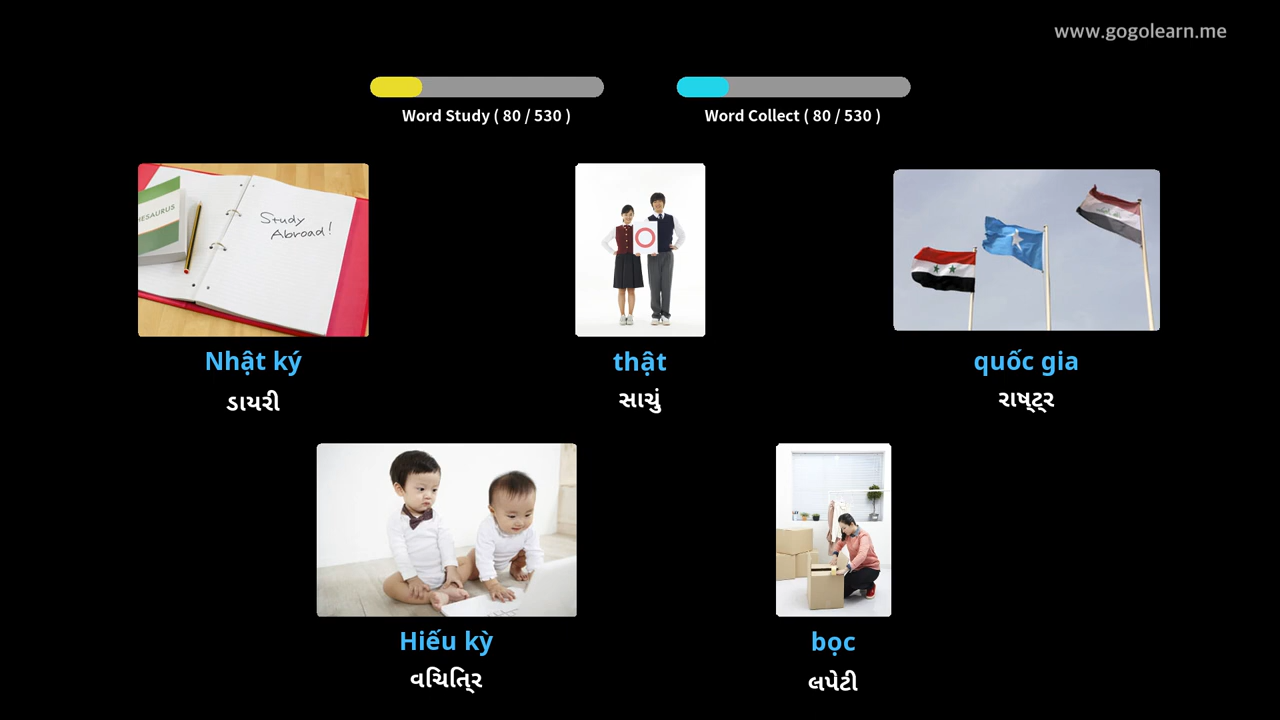 www.gogolearn.me
Word Study ( 80 / 530 )
Word Collect ( 80 / 530 )
HESAURUS
Study
Abroad!
Nhật ký
ડાયરી
thật
સાચું
quốc gia
રાષ્ટ્ર
Hiếu kỳ
વચિિત્ર
bọc
લપેટી